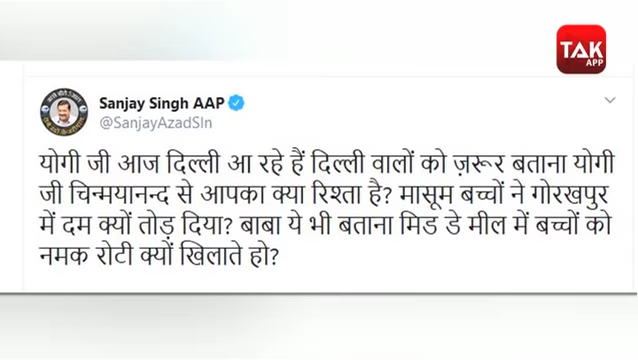 TAK
APP
Sanjay Singh AAP
@SanjayAzadSln
योगी जी आज दिल्ली आ रहे हैं दिल्ली वालों को ज़रूर बताना योगी
जी चिन्मयानन्द से आपका क्या रिश्ता है? मासूम बच्चों ने गोरखपुर
में दम क्यों तोड़ दिया? बाबा ये भी बताना मिड डे मील में बच्चों को
नमक रोटी क्यों खिलाते हो?